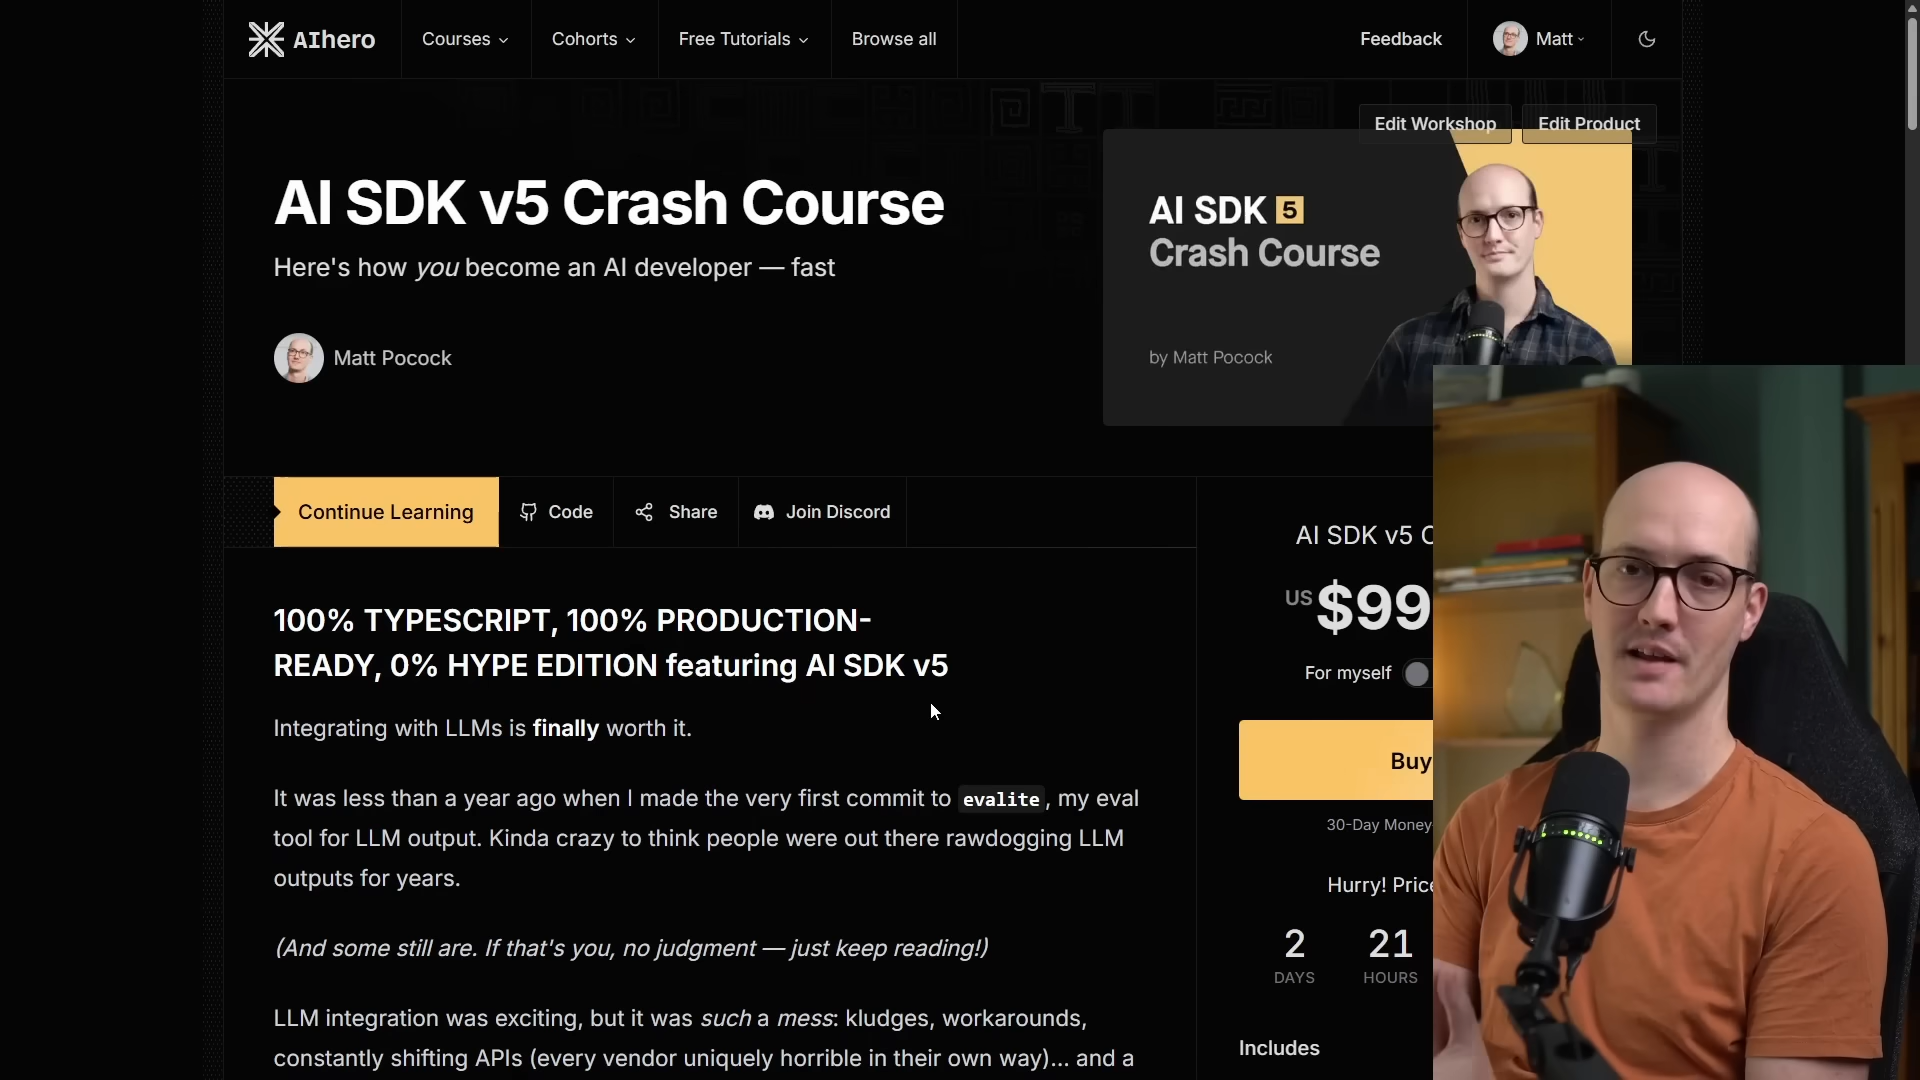 AIhero
Courses
Cohorts
Free Tutorials
Browse all
Feedback
Matt
Edit Workshop
Edit Product
AI SDK v5 Crash Course
Here's how you become an AI developer — fast
Matt Pocock
AI SDK 5
Crash Course
by Matt Pocock
Continue Learning
Code
Share
Join Discord
100% TYPESCRIPT, 100% PRODUCTION-
READY, 0% HYPE EDITION featuring AI SDK v5
Integrating with LLMs is finally worth it.
It was less than a year ago when I made the very first commit to evalite, my eval
tool for LLM output. Kinda crazy to think people were out there rawdogging LLM
outputs for years.
(And some still are. If that's you, no judgment — just keep reading!)
LLM integration was exciting, but it was such a mess: kludges, workarounds,
constantly shifting APIs (every vendor uniquely horrible in their own way)... and a
AI SDK v5 C
US $99
For myself
Buy
30-Day Money-
Hurry! Price
2
DAYS
21
HOURS
Includes